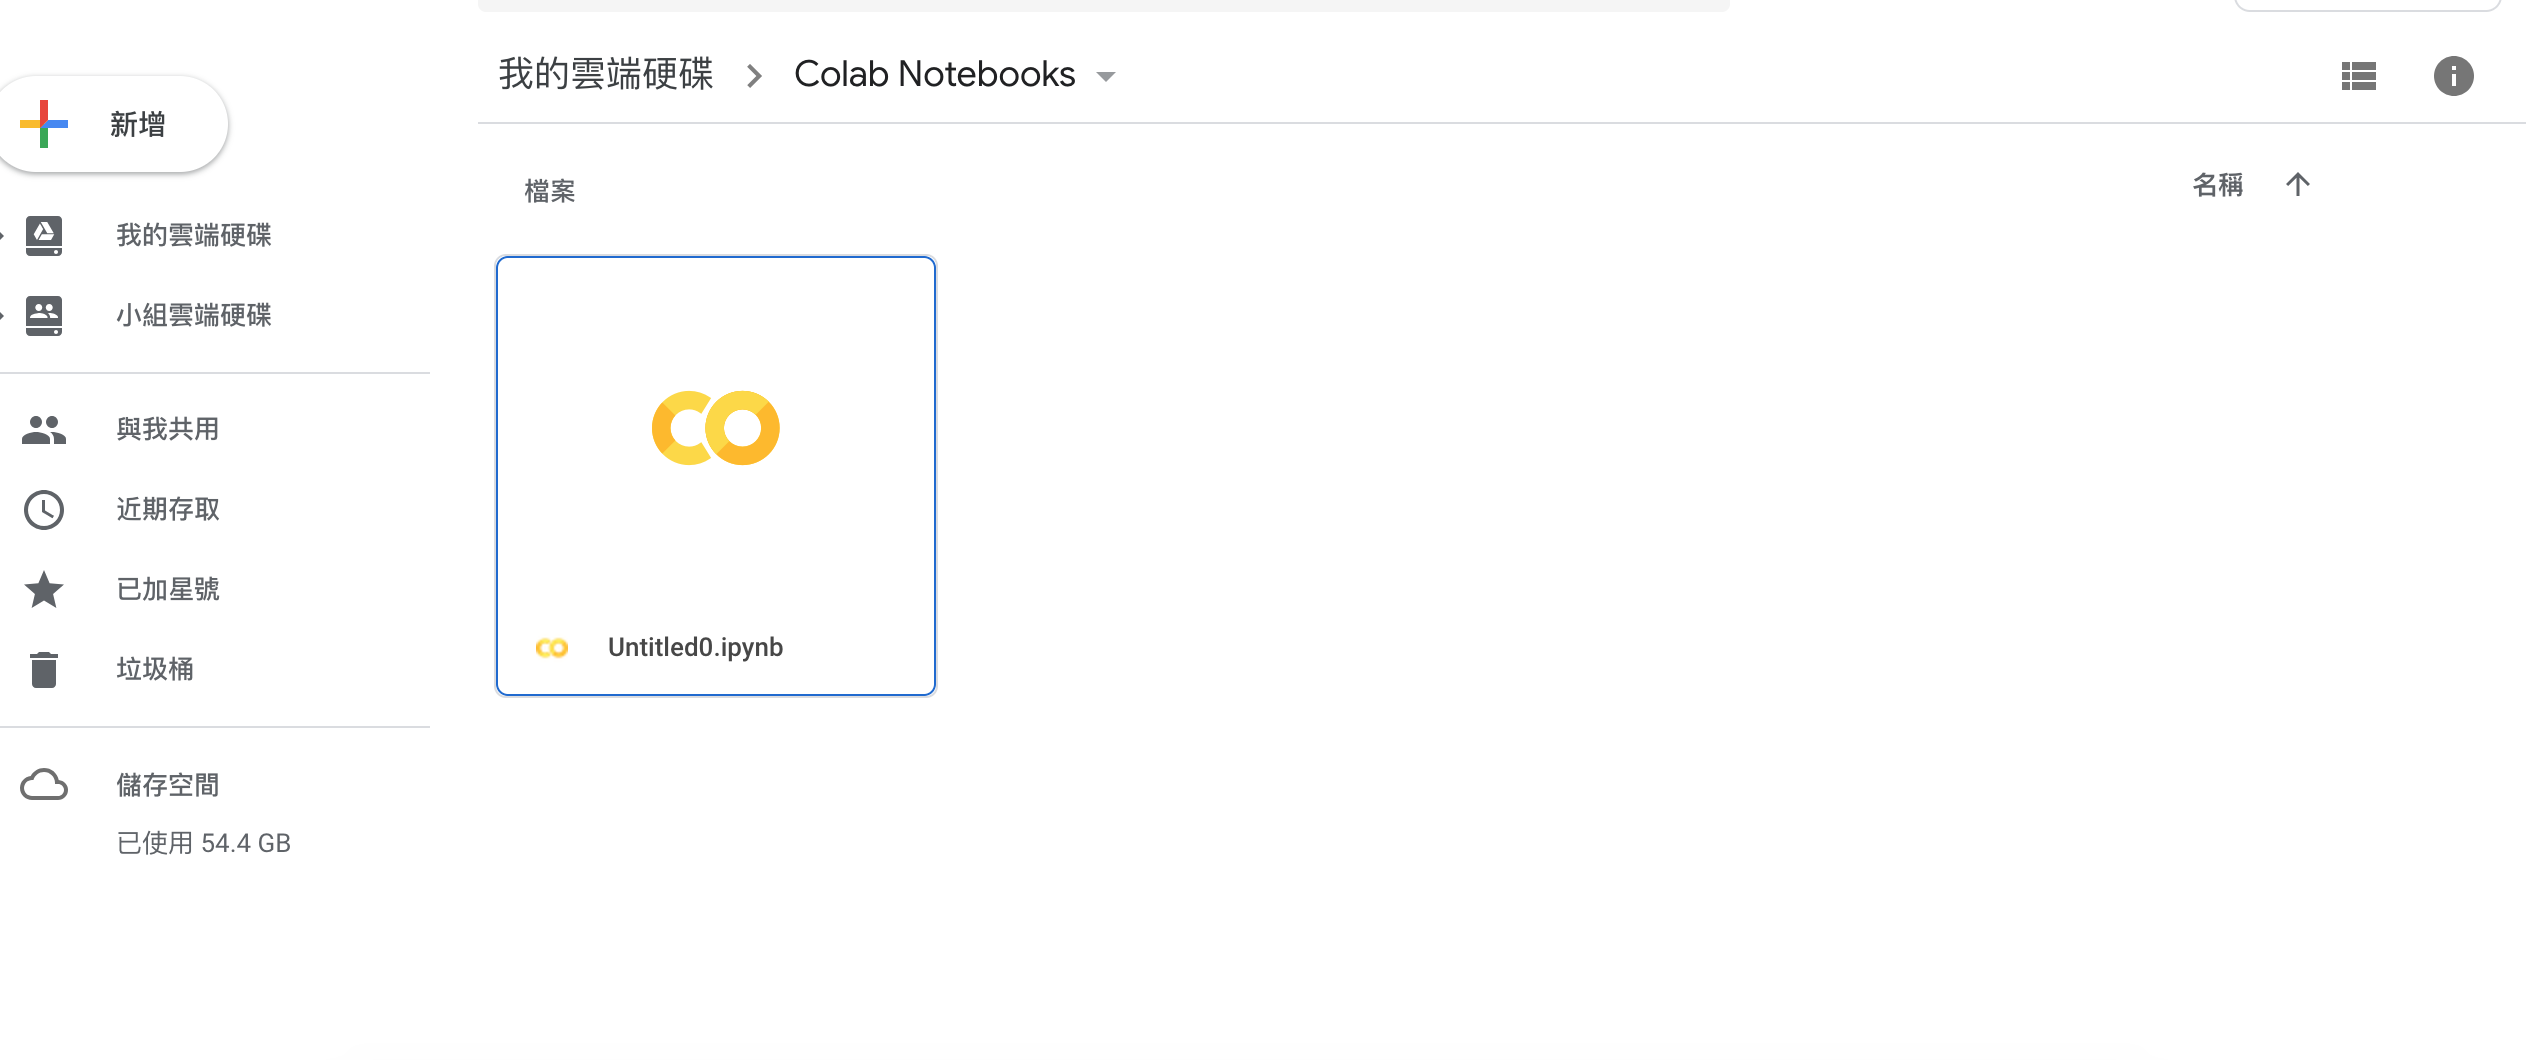 我的雲端硬碟 > Colab Notebooks
新增
我的雲端硬碟
小組雲端硬碟
與我共用
近期存取
已加星號
垃圾桶
儲存空間
已使用 54.4 GB
檔案
名稱
Untitled0.ipynb